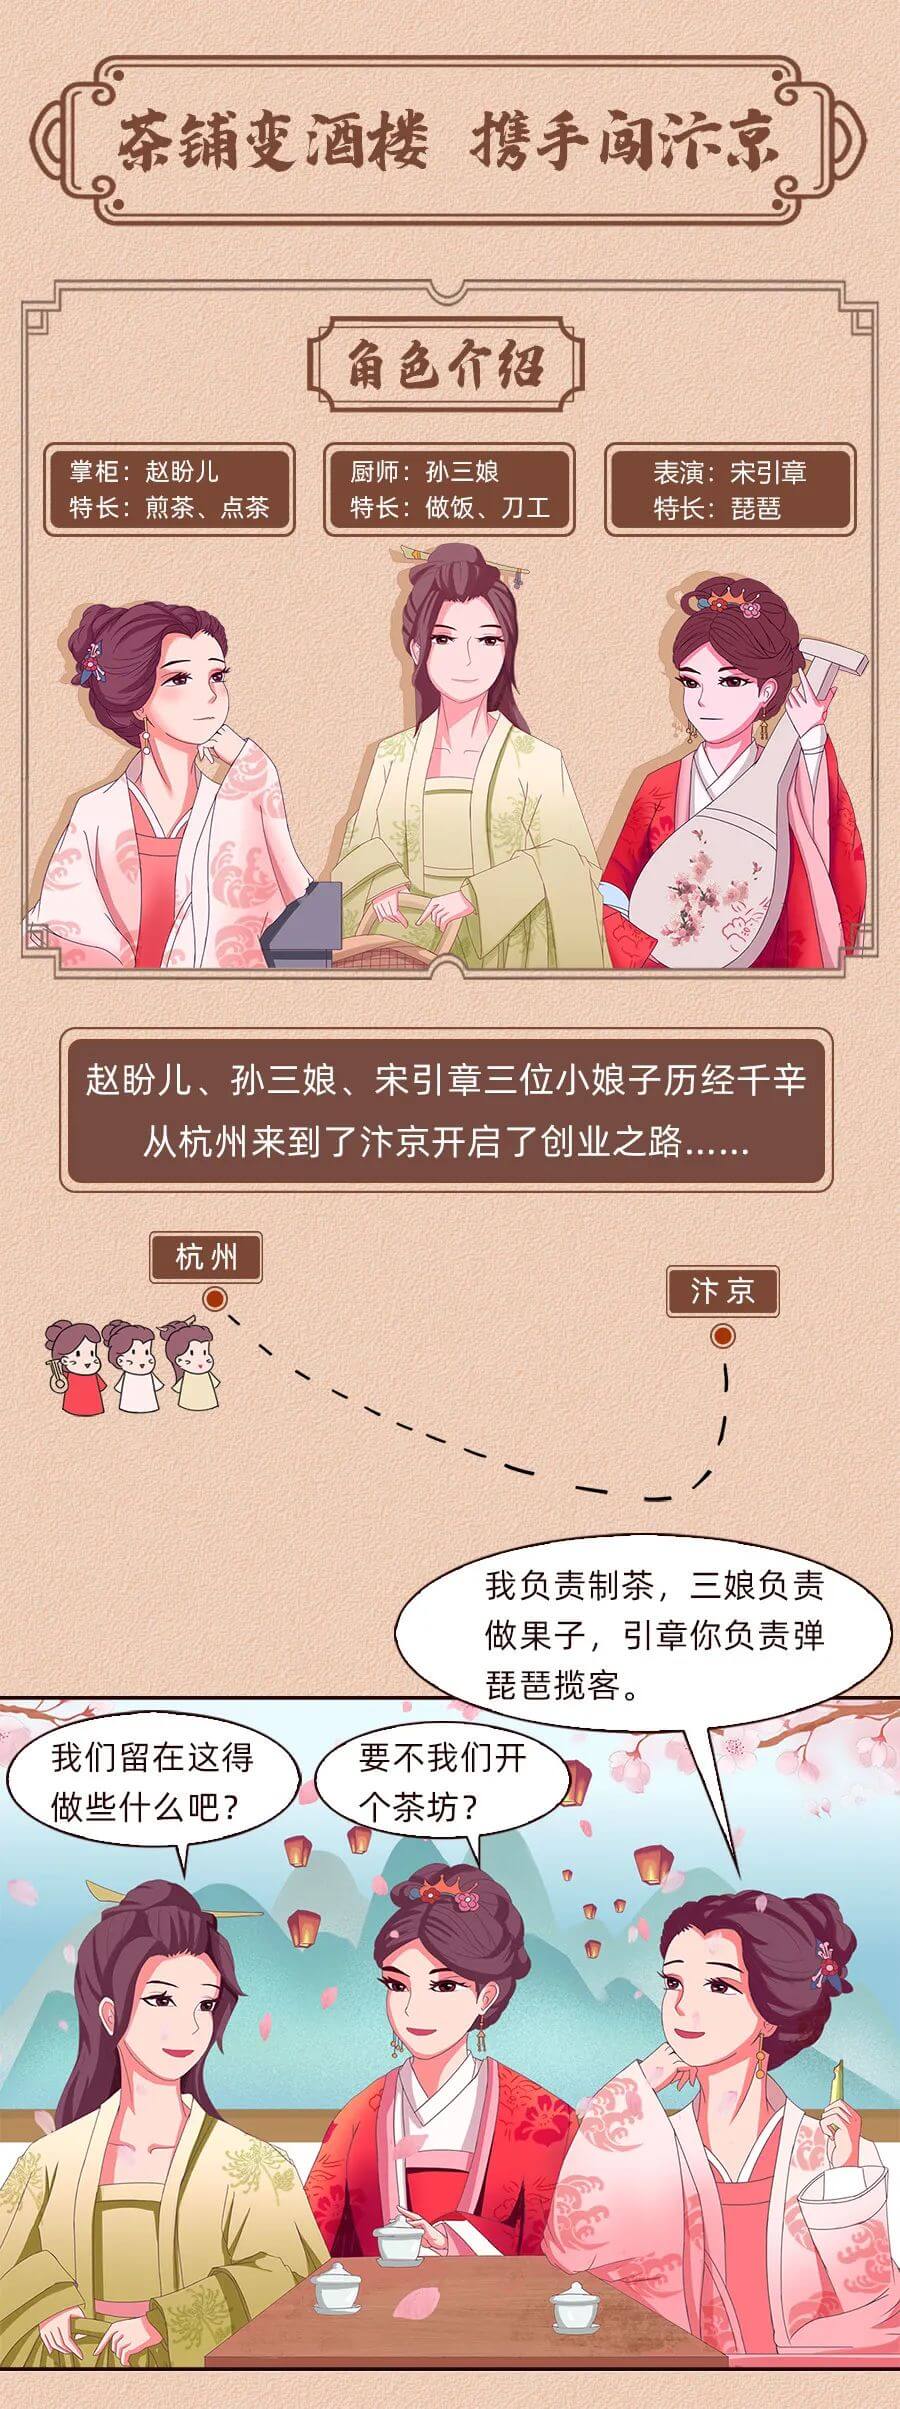 茶铺变酒楼 携手闯汴京
角色介绍
掌柜：赵盼儿
特长：煎茶、点茶
厨师：孙三娘
特长：做饭、刀工
表演：宋引章
特长：琵琶
赵盼儿、孙三娘、宋引章三位小娘子历经千辛
从杭州来到了汴京开启了创业之路……
杭州
汴京
我负责制茶，三娘负责
做果子，引章你负责弹
琵琶揽客。
我们留在这得
做些什么吧？
要不我们开
个茶坊？